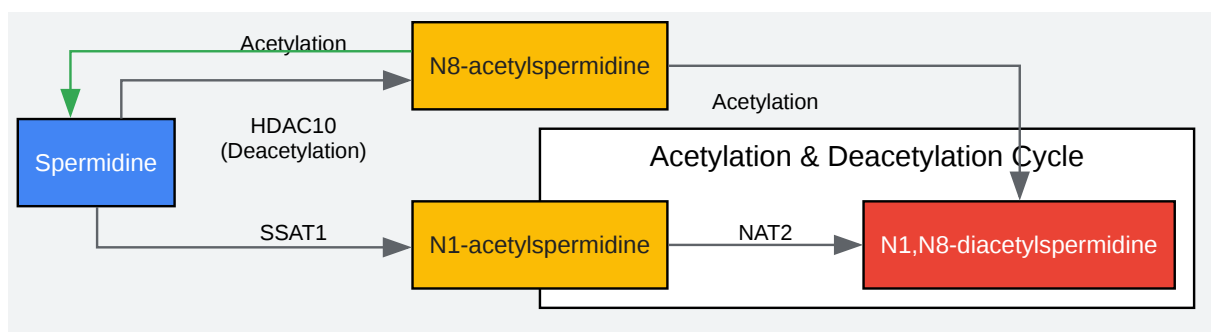 Acetylation
N8-acetylspermidine
Acetylation
HDAC10
(Deacetylation)
Spermidine
Acetylation & Deacetylation Cycle
SSAT1
N1-acetylspermidine
NAT2
N1,N8-diacetylspermidine